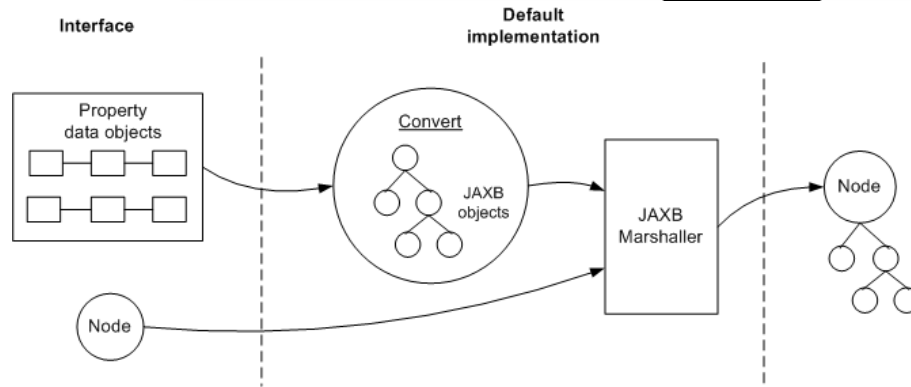 Interface
Default
implementation
Property
data objects
Convert
JAXB
objects
JAXB
Marshaller
Node
Node